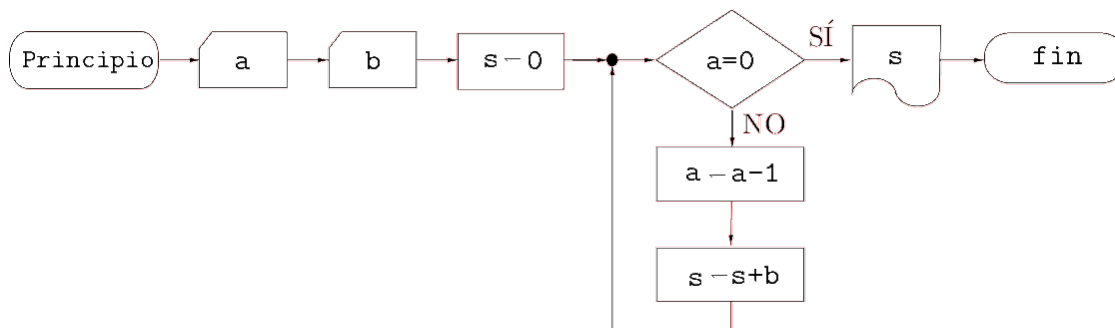 Principio
a
b
s←0
a=0
SÍ
s
fin
NO
a←a-1
s←s+b